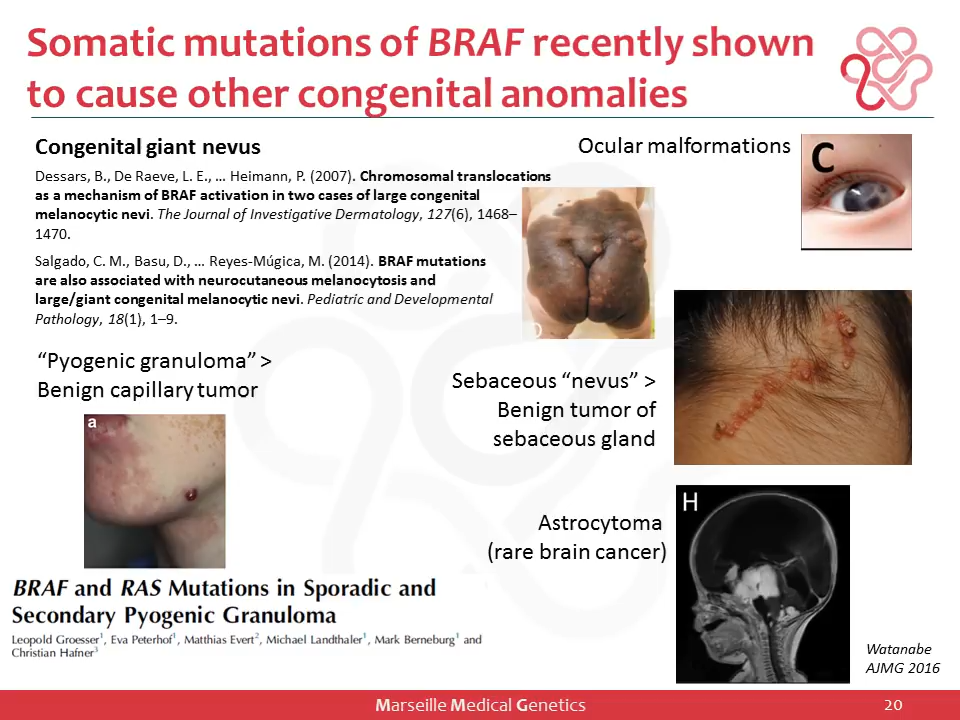 Somatic mutations of BRAF recently shown
to cause other congenital anomalies
Congenital giant nevus
Dessars, B., De Raeve, L. E., … Heimann, P. (2007). Chromosomal translocations
as a mechanism of BRAF activation in two cases of large congenital
melanocytic nevi. The Journal of Investigative Dermatology, 127(6), 1468–
1470.
Salgado, C. M., Basu, D., … Reyes-Múgica, M. (2014). BRAF mutations
are also associated with neurocutaneous melanocytosis and
large/giant congenital melanocytic nevi. Pediatric and Developmental
Pathology, 18(1), 1–9.
Ocular malformations
C
D
“Pyogenic granuloma” >
Benign capillary tumor
a
Sebaceous “nevus” >
Benign tumor of
sebaceous gland
Astrocytoma
(rare brain cancer)
H
BRAF and RAS Mutations in Sporadic and
Secondary Pyogenic Granuloma
Leopold Groesser1, Eva Peterhof1, Matthias Evert2, Michael Landthaler1, Mark Berneburg1 and
Christian Hafner3
Watanabe
AJMG 2016
Marseille Medical Genetics
20